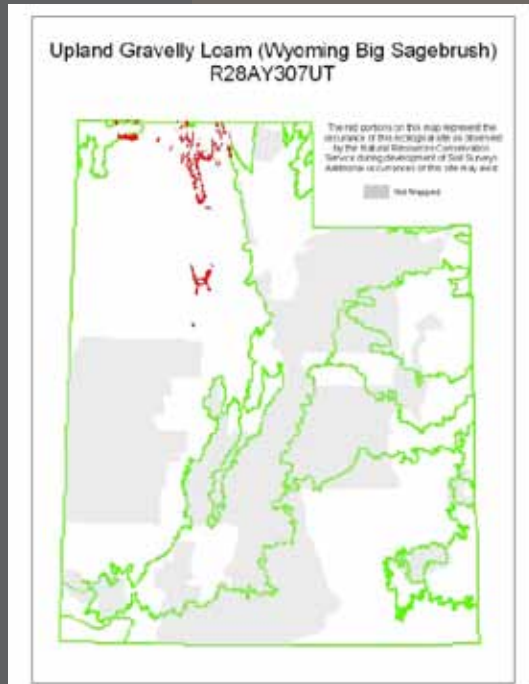 Upland Gravelly Loam (Wyoming Big Sagebrush)
R28AY307UT
The red portions on this map represent the
occurance of this ecological site as observed
by the Natural Resources Conservation
Service during development of Soil Surveys
Additional occurances of this site may exist
Not Mapped